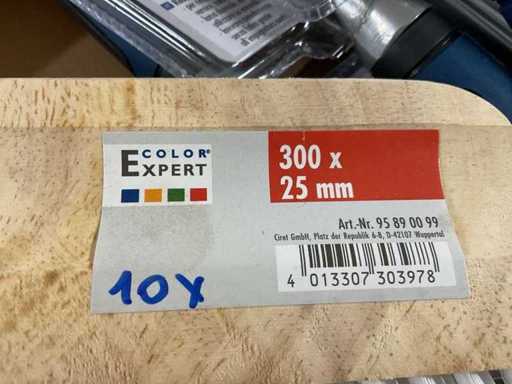 COLOR®
EXPERT
300 x
25 mm
Art.-Nr. 95 89 00 99
Ciret GmbH, Platz der Republik 6-8, D-42107 Wuppertal
4 013307 303978
10x